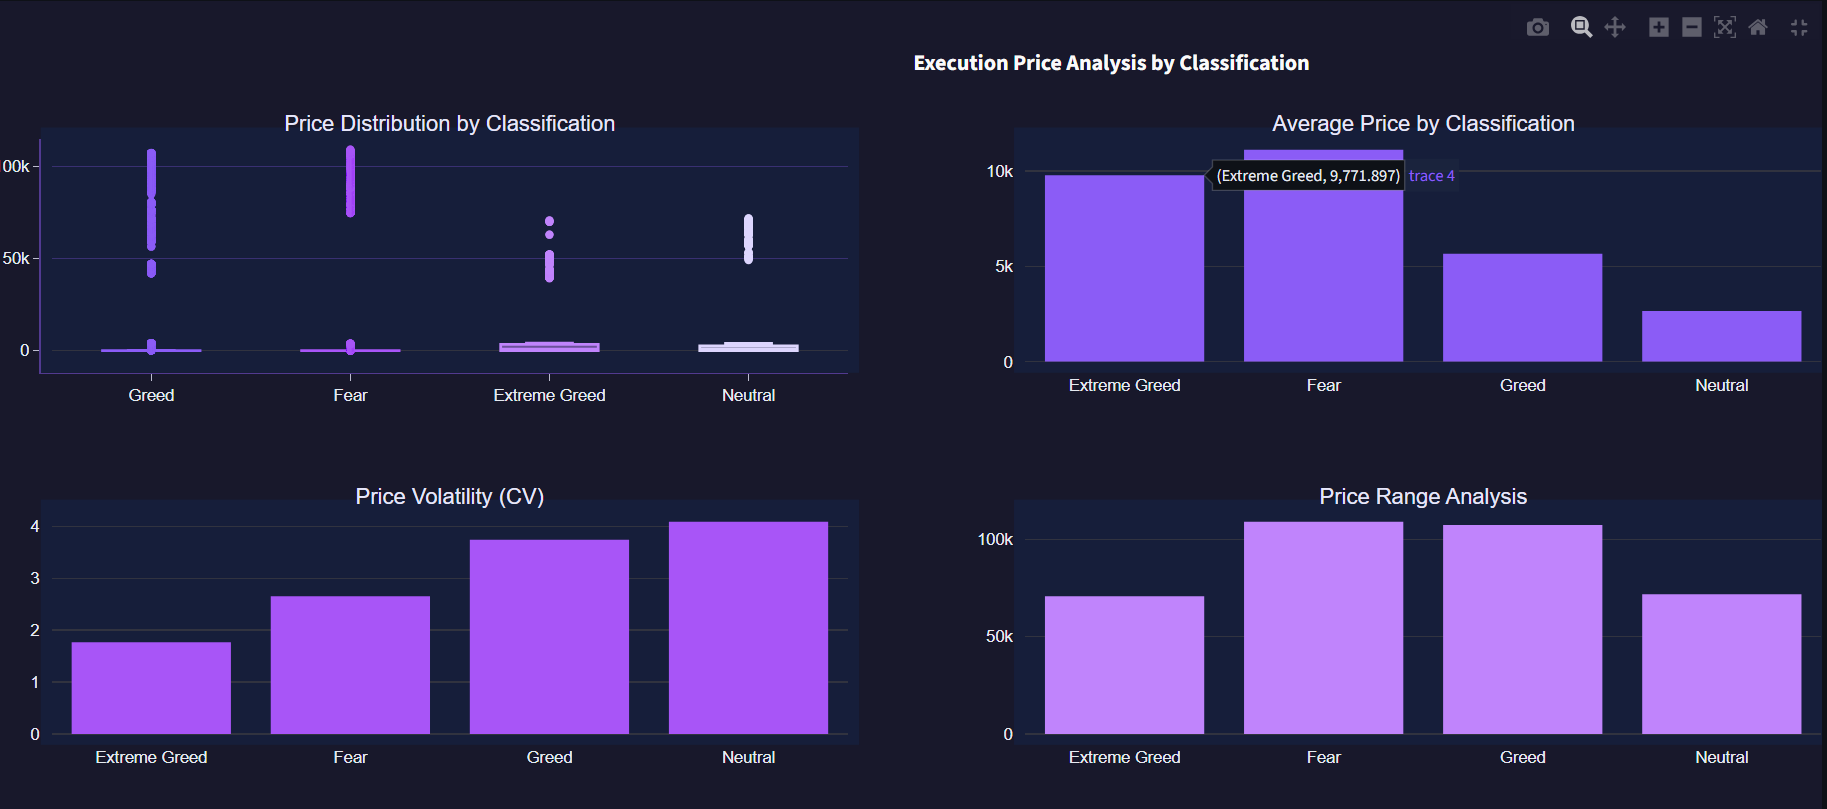 Execution Price Analysis by Classification
Price Distribution by Classification
100k
50k
0
Greed
Fear
Extreme Greed
Neutral
Average Price by Classification
10k
5k
0
(Extreme Greed, 9,771.897)
trace 4
Extreme Greed
Fear
Greed
Neutral
Price Volatility (CV)
4
3
2
1
0
Extreme Greed
Fear
Greed
Neutral
Price Range Analysis
100k
50k
0
Extreme Greed
Fear
Greed
Neutral